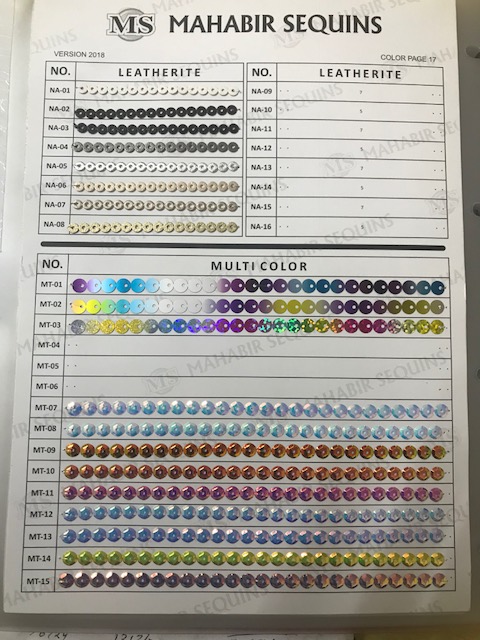 MS MAHABIR SEQUINS
VERSION 2018
COLOR PAGE 17
NO. LEATHERITE NO. LEATHERITE
NA-01 NA-09
NA-02 NA-10
NA-03 NA-11
NA-04 NA-12
NA-05 NA-13
NA-06 NA-14
NA-07 NA-15
NA-08 NA-16
NO. MULTI COLOR
MT-01
MT-02
MT-03
MT-04
MT-05
MT-06
MT-07
MT-08
MT-09
MT-10
MT-11
MT-12
MT-13
MT-14
MT-15